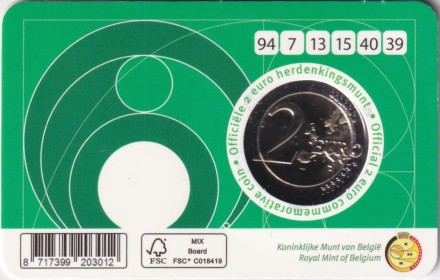 94 7 13 15 40 39
• Officiële 2 euro herdenkingsmunt •
Official 2 euro commemorative coin
2
8 717399 203012
FSC
MIX
Board
FSC® C018419
Koninklijke Munt van België
Royal Mint of Belgium